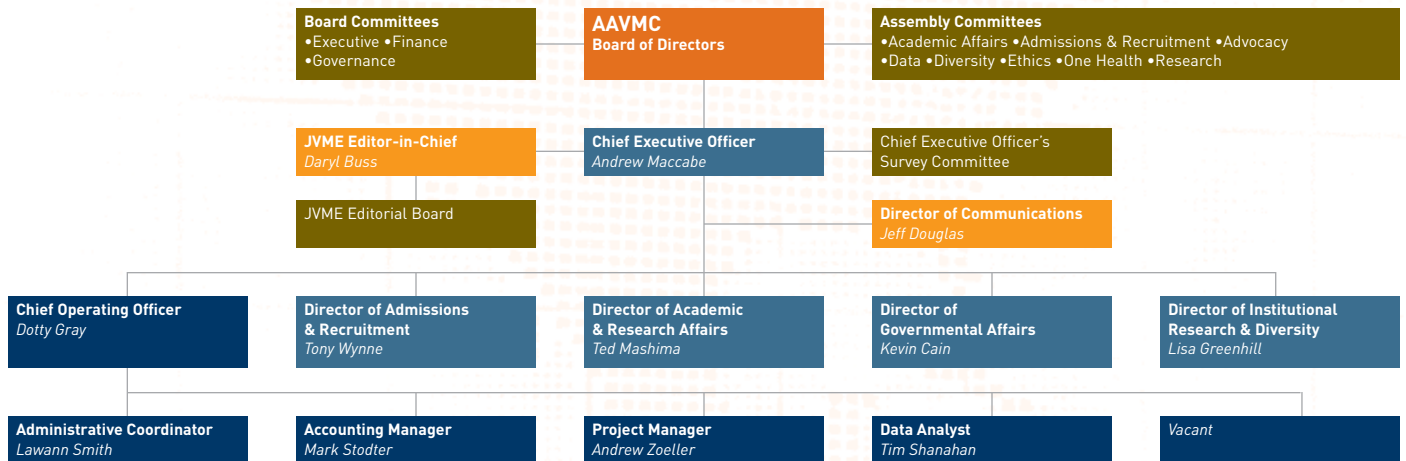 Board Committees
•Executive •Finance
•Governance
AAVMC
Board of Directors
Assembly Committees
•Academic Affairs •Admissions & Recruitment •Advocacy
•Data •Diversity •Ethics •One Health •Research
JVME Editor-in-Chief
Daryl Buss
Chief Executive Officer
Andrew Maccabe
Chief Executive Officer’s
Survey Committee
JVME Editorial Board
Director of Communications
Jeff Douglas
Chief Operating Officer
Dotty Gray
Director of Admissions
& Recruitment
Tony Wynne
Director of Academic
& Research Affairs
Ted Mashima
Director of
Governmental Affairs
Kevin Cain
Director of Institutional
Research & Diversity
Lisa Greenhill
Administrative Coordinator
Lawann Smith
Accounting Manager
Mark Stodter
Project Manager
Andrew Zoeller
Data Analyst
Tim Shanahan
Vacant